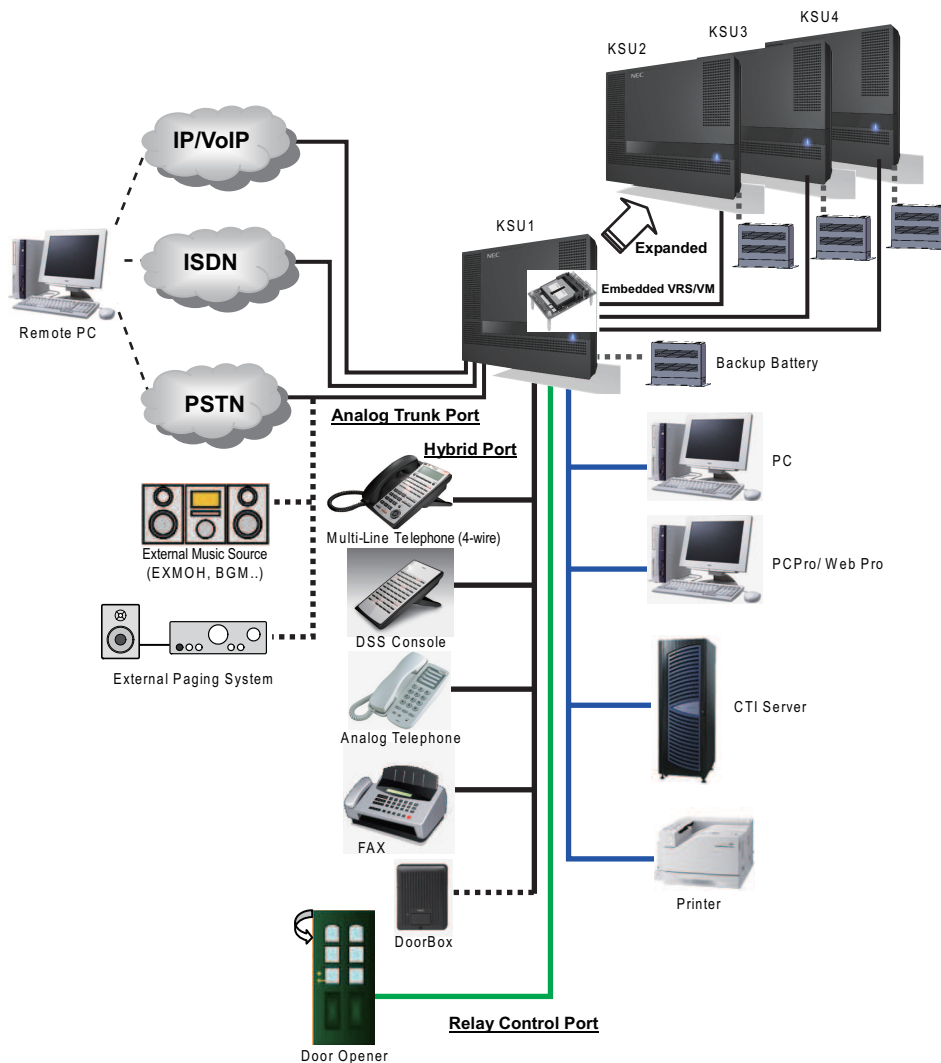 KSU4
KSU3
KSU2
NEC
IP/VoIP
KSU1
Expanded
NEC
ISDN
Embedded VRS/VM
Remote PC
Backup Battery
PSTN
Analog Trunk Port
Hybrid Port
PC
Multi-Line Telephone (4-wire)
External Music Source
(EXMOH, BGM..)
PCPro/ Web Pro
DSS Console
External Paging System
CTI Server
Analog Telephone
FAX
Printer
DoorBox
Relay Control Port
Door Opener